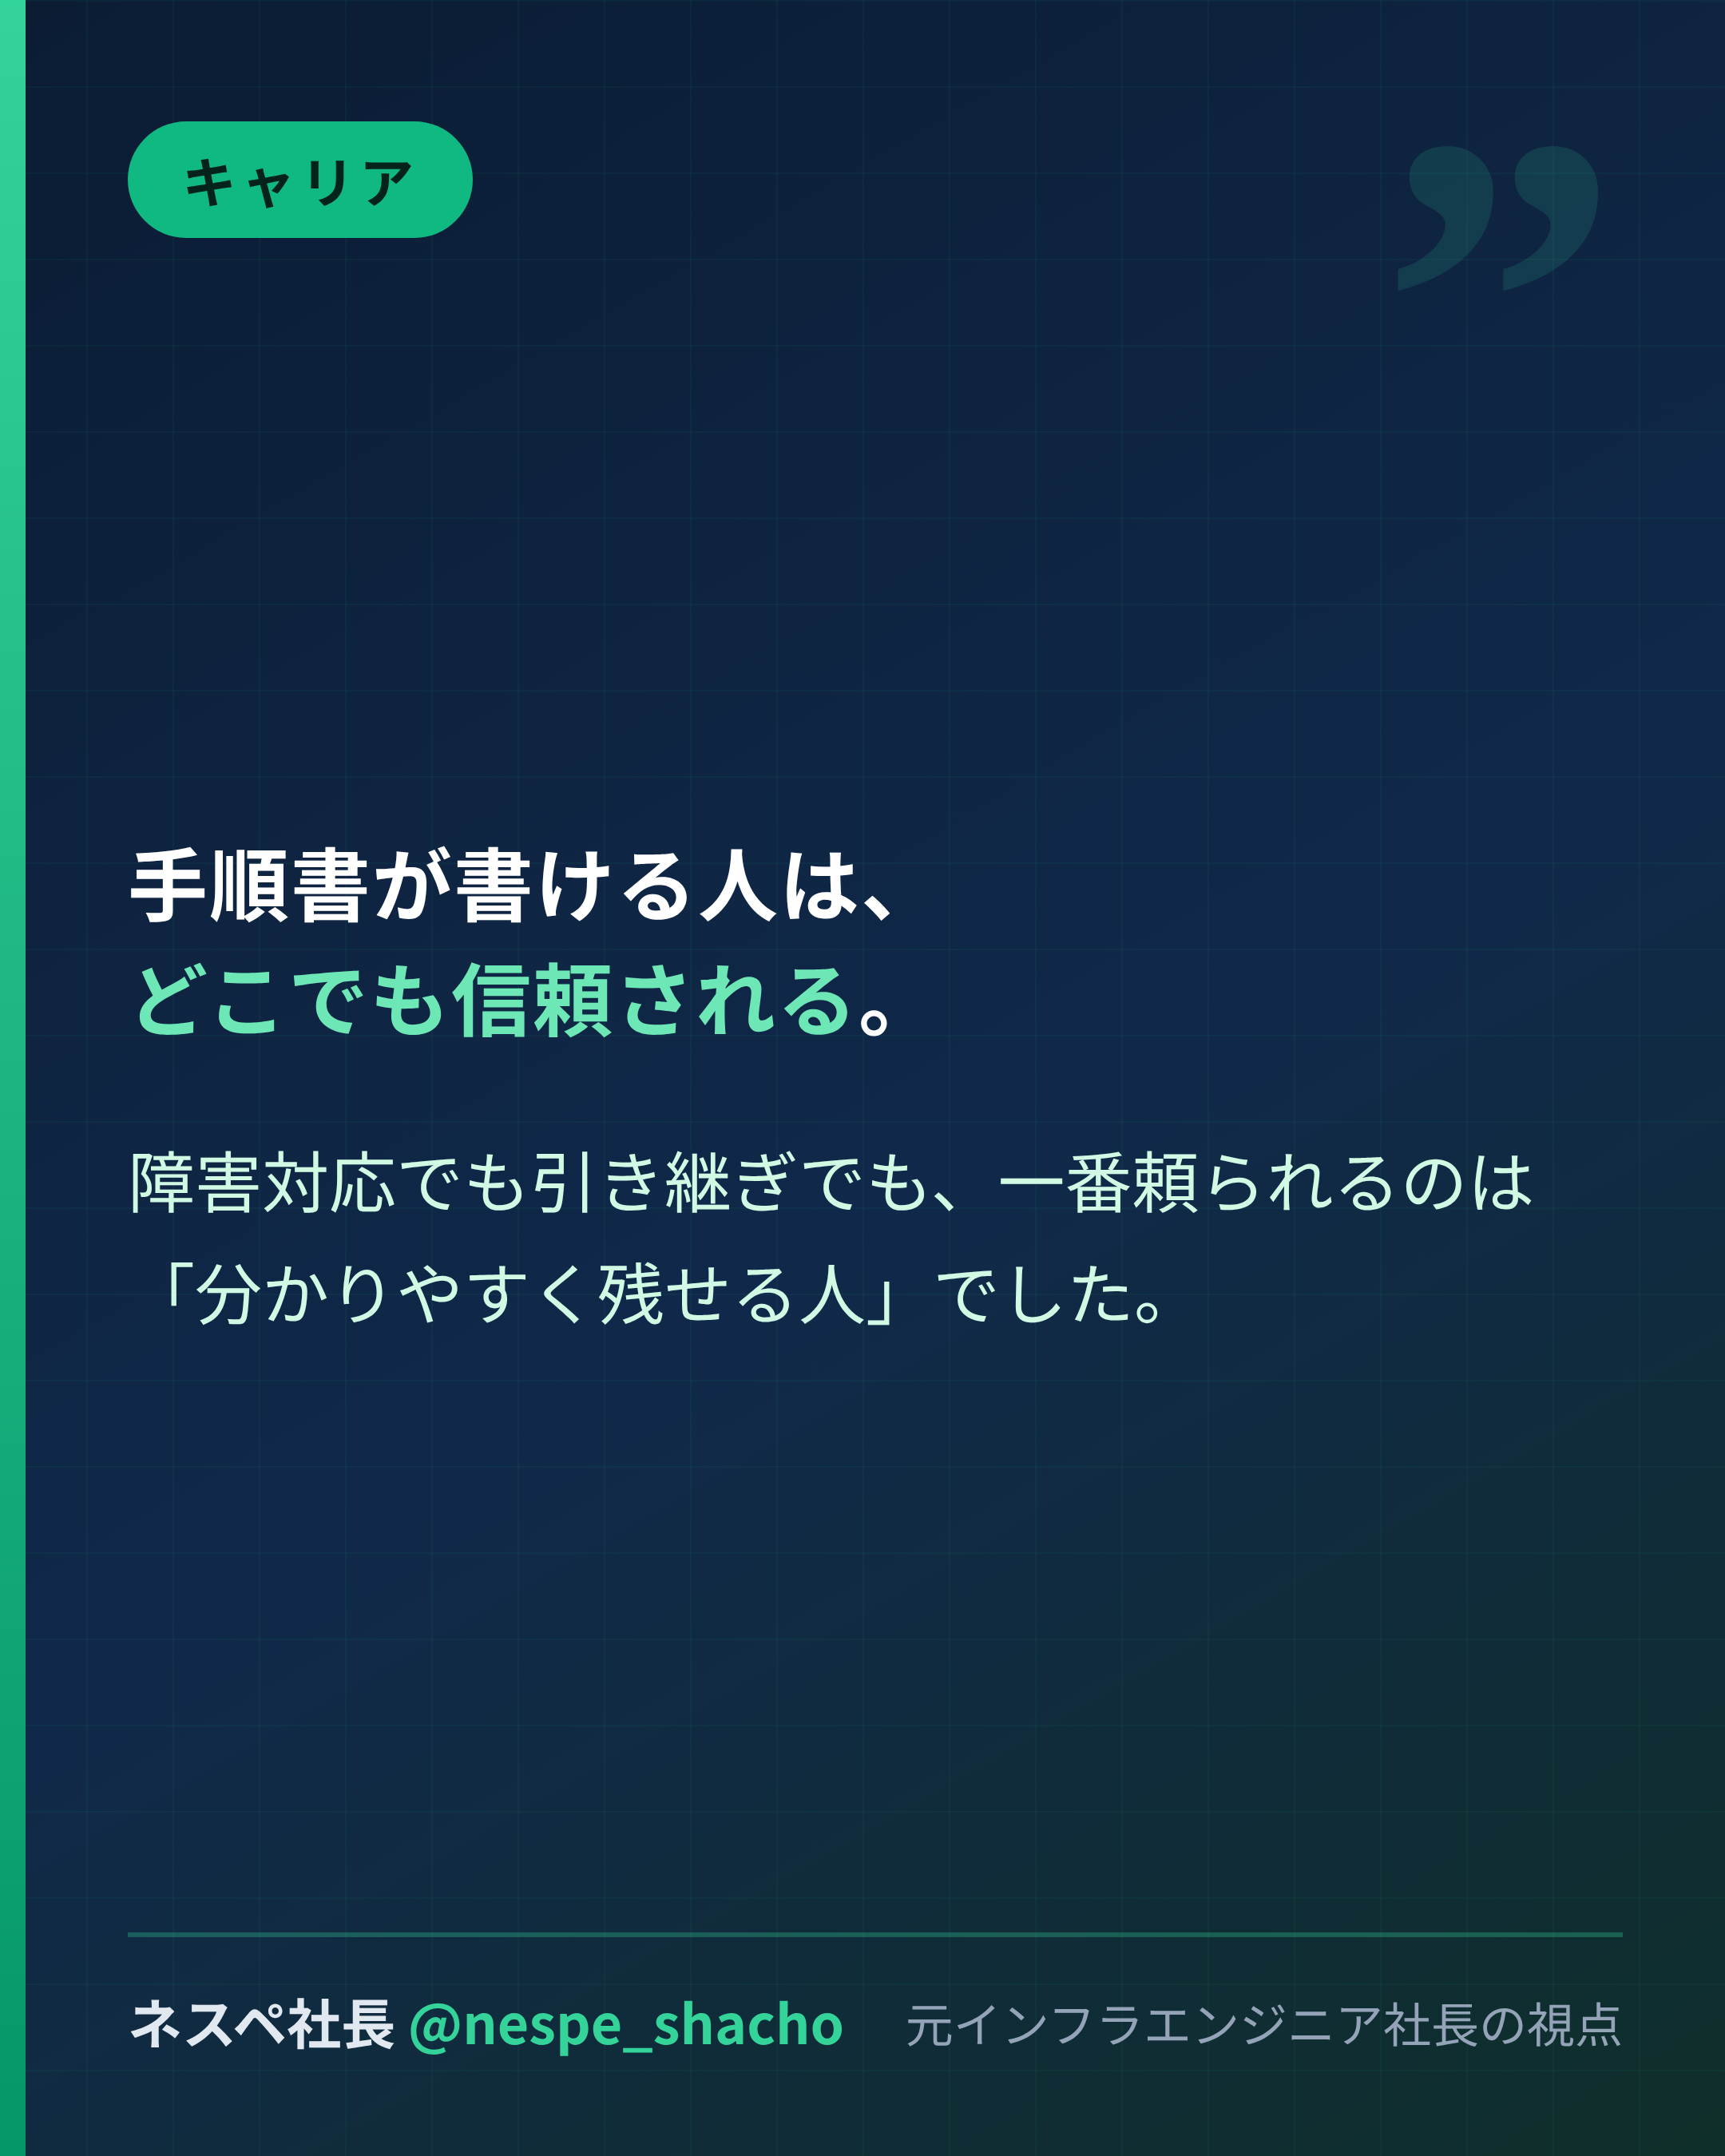 キャリア
”
手順書が書ける人は、
どこでも信頼される。
障害対応でも引き継ぎでも、一番頼られるのは
「分かりやすく残せる人」でした。
ネスペ社長 @nespe_shacho 元インフラエンジニア社長の視点